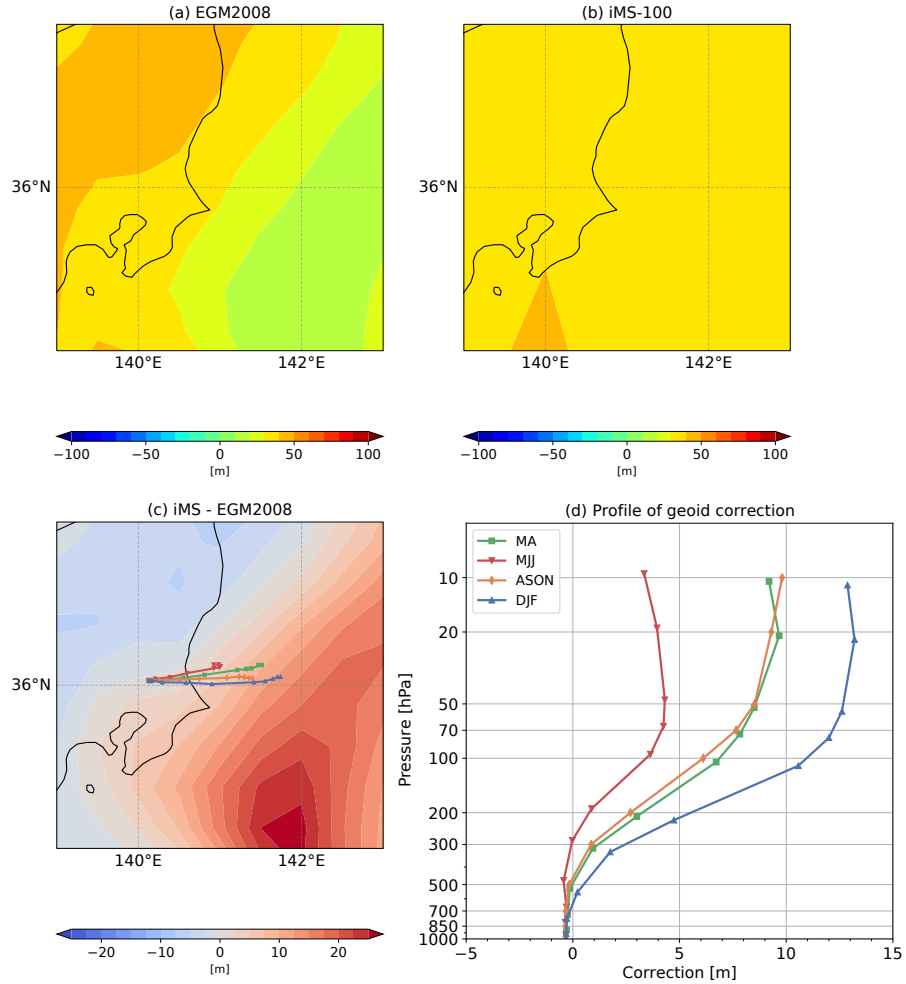 (a) EGM2008
(b) iMS-100
36°N
36°N
140°E
142°E
140°E
142°E
−100
−50
0
50
100
[m]
−100
−50
0
50
100
[m]
(c) iMS - EGM2008
36°N
140°E
142°E
−20
−10
0
10
20
[m]
(d) Profile of geoid correction
MA
MJJ
ASON
DJF
Pressure [hPa]
10
20
50
70
100
200
300
500
700
850
1000
−5
0
5
10
15
Correction [m]